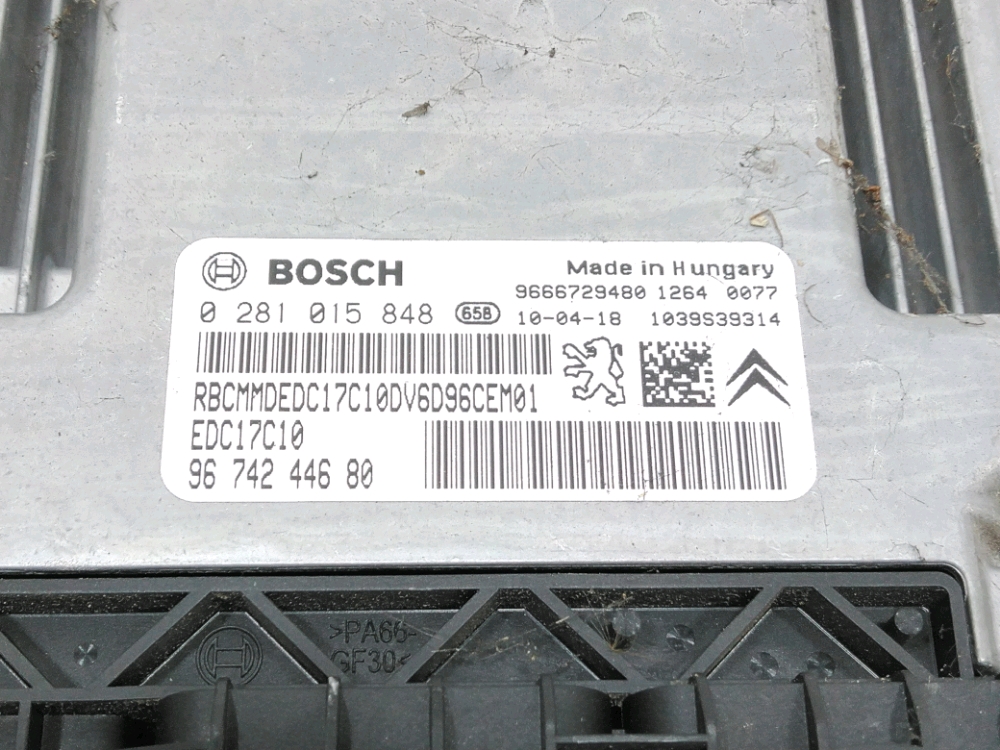 BOSCH
Made in Hungary
9666729480 1264 0077
0 281 015 848 65B
10-04-18 1039S39314
RBCMMDEDC17C10DV6D96CEM01
EDC17C10
96 742 446 80
>PA66-
GF30<